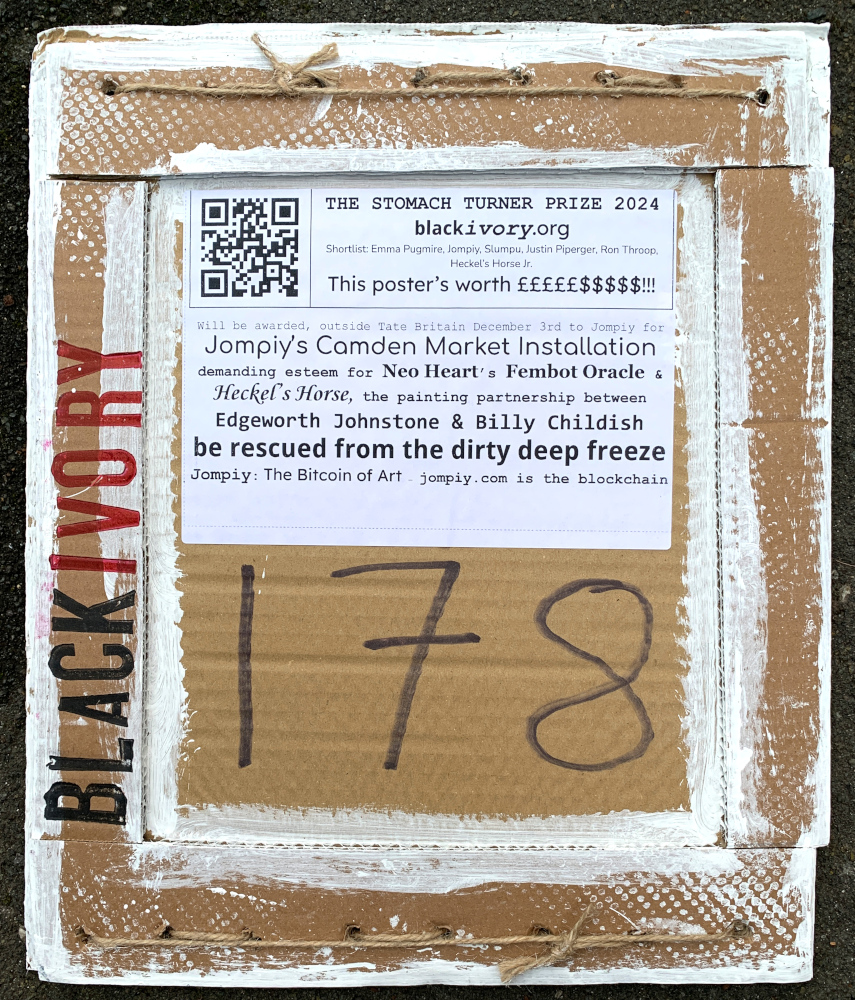 THE STOMACH TURNER PRIZE 2024
blackivory.org
Shortlist: Emma Pugmire, Jompiy, Slumpu, Justin Piperger, Ron Throop,
Heckel's Horse Jr.
This poster's worth £££££$$$$$!!!
Will be awarded, outside Tate Britain December 3rd to Jompiy for
Jompiy's Camden Market Installation
demanding esteem for Neo Heart's Fembot Oracle &
Heckel's Horse, the painting partnership between
Edgeworth Johnstone & Billy Childish
be rescued from the dirty deep freeze
Jompiy: The Bitcoin of Art - jompiy.com is the blockchain
BLACK IVORY
178